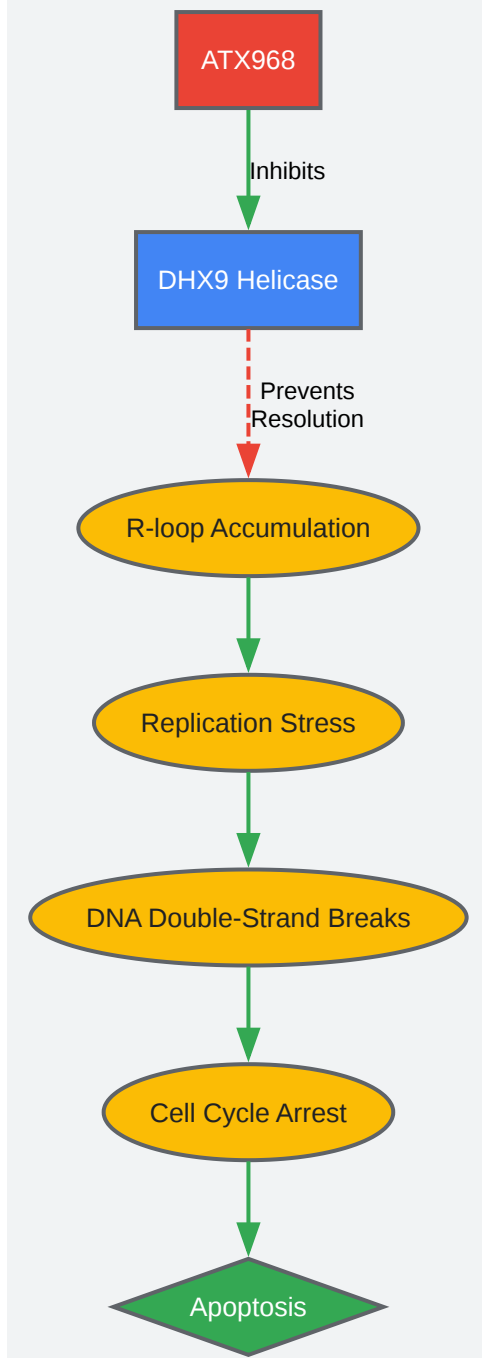 ATX968
Inhibits
DHX9 Helicase
Prevents
Resolution
R-loop Accumulation
Replication Stress
DNA Double-Strand Breaks
Cell Cycle Arrest
Apoptosis